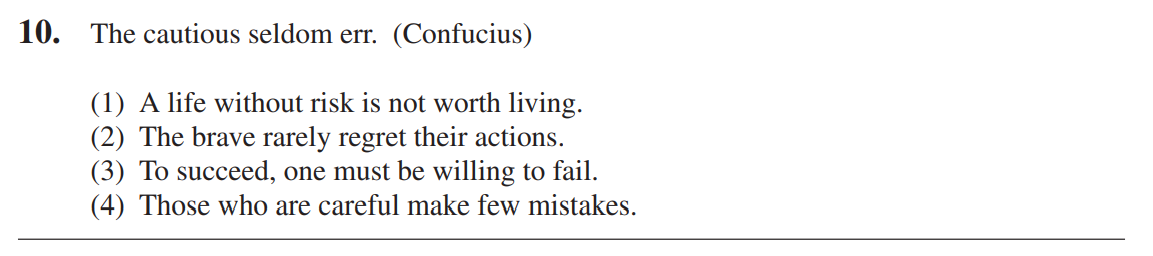 10. The cautious seldom err. (Confucius)
(1) A life without risk is not worth living.
(2) The brave rarely regret their actions.
(3) To succeed, one must be willing to fail.
(4) Those who are careful make few mistakes.